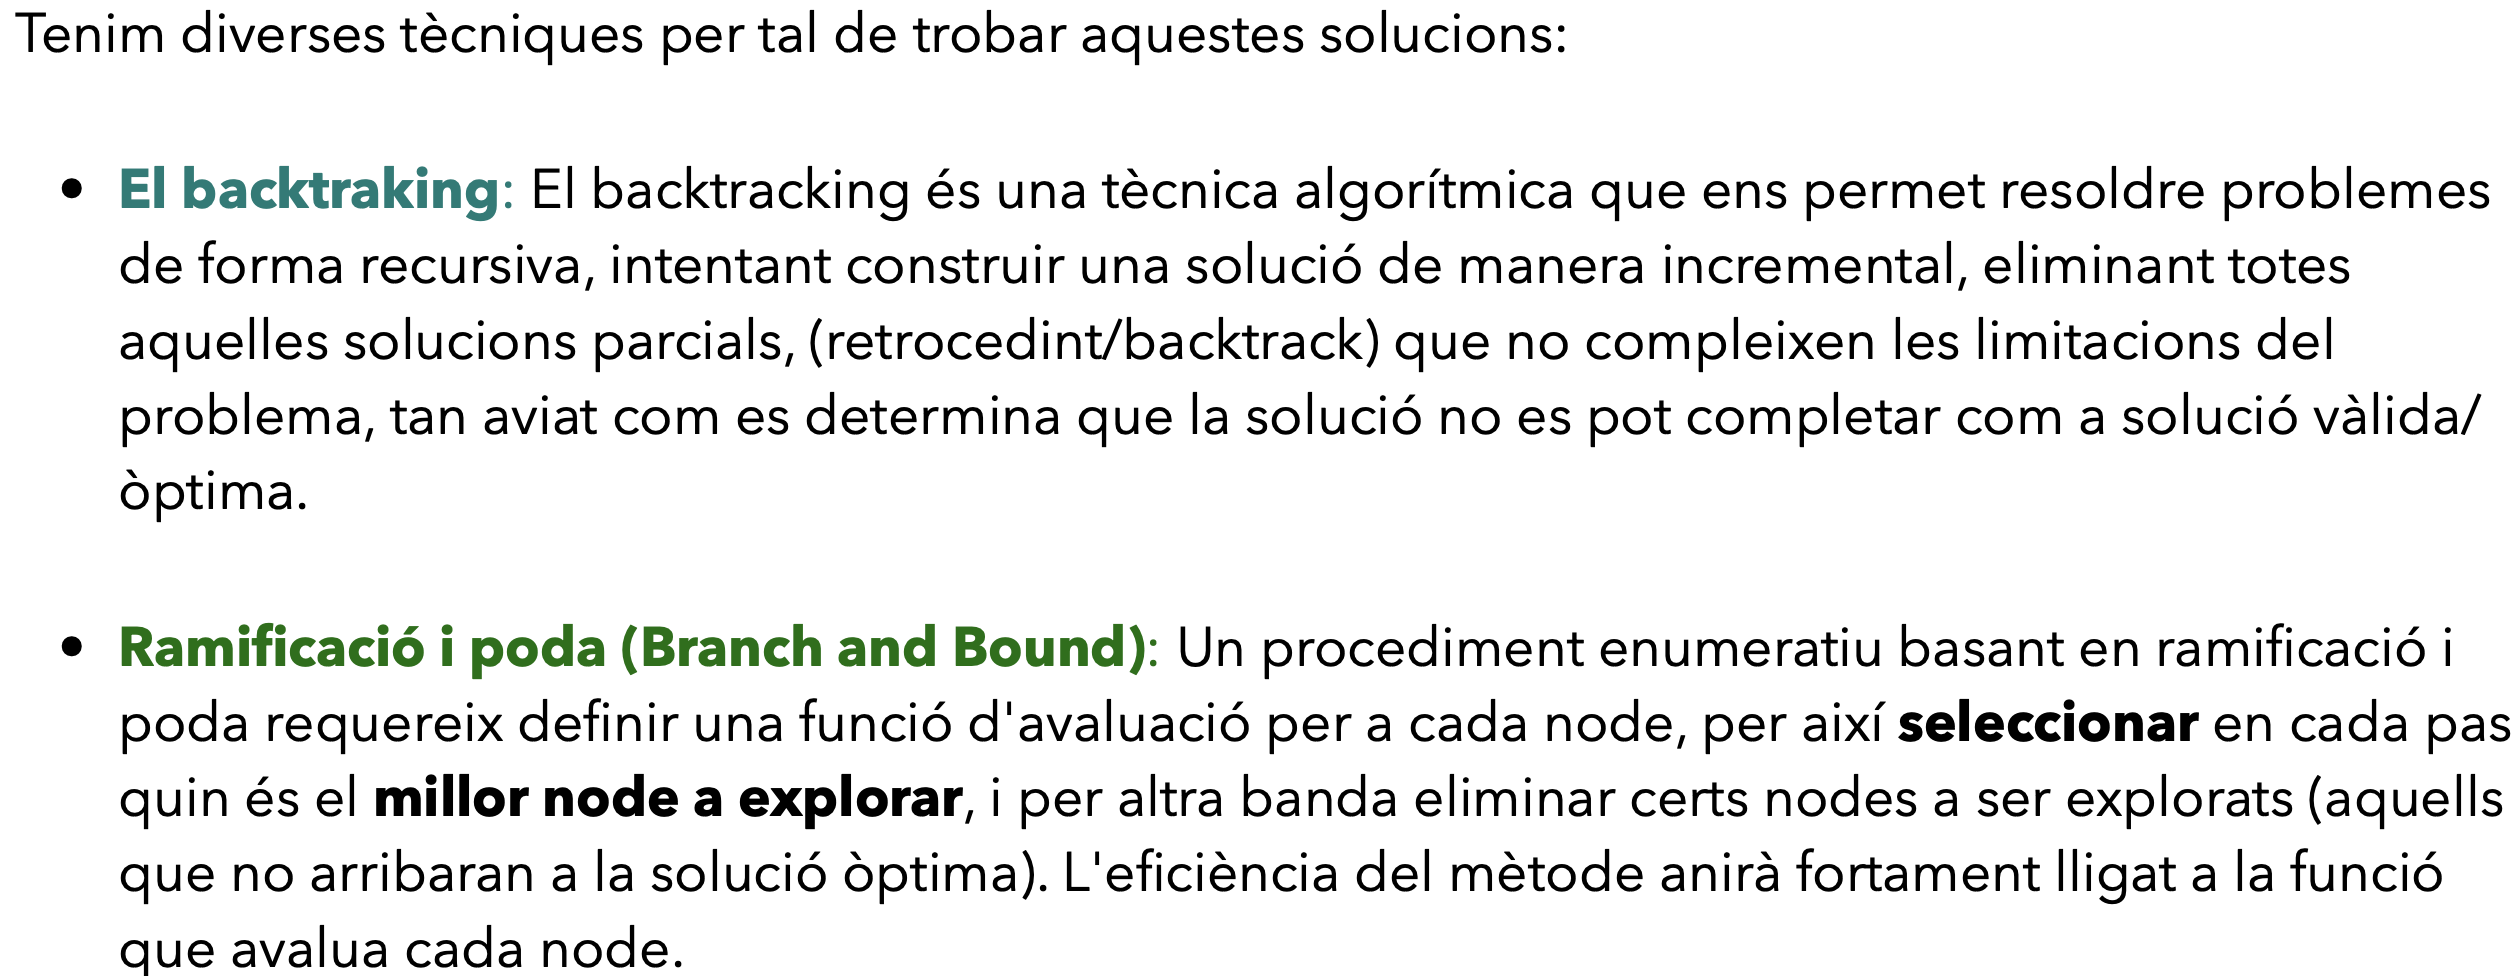 Tenim diverses tècniques per tal de trobar aquestes solucions:
• El backtraking: El backtracking és una tècnica algorítmica que ens permet resoldre problemes
de forma recursiva, intentant construir una solució de manera incremental, eliminant totes
aquelles solucions parcials, (retrocedint/backtrack) que no compleixen les limitacions del
problema, tan aviat com es determina que la solució no es pot completar com a solució vàlida/
òptima.
• Ramificació i poda (Branch and Bound): Un procediment enumeratiu basant en ramificació i
poda requereix definir una funció d'avaluació per a cada node, per així seleccionar en cada pas
quin és el millor node a explorar, i per altra banda eliminar certs nodes a ser explorats (aquells
que no arribaran a la solució òptima). L'eficiència del mètode anirà fortament lligat a la funció
que avalua cada node.